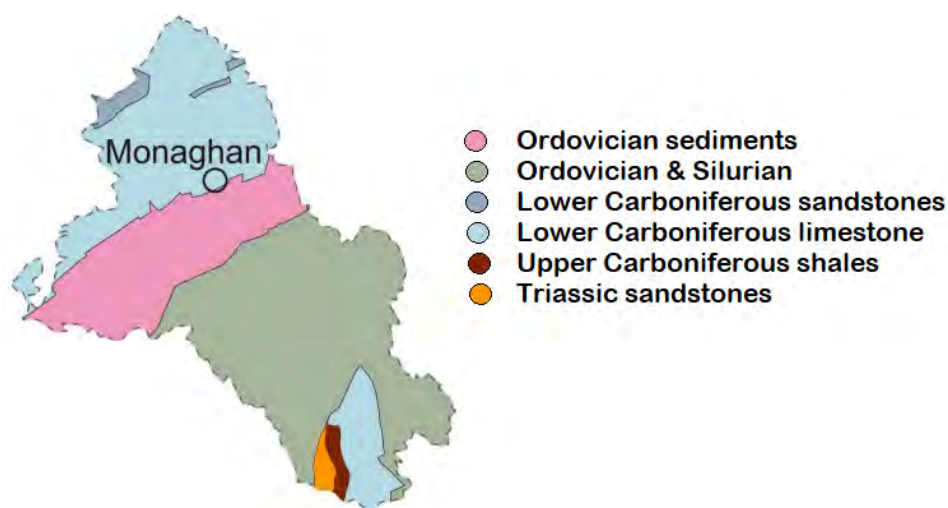 Monaghan
Ordovician sediments
Ordovician & Silurian
Lower Carboniferous sandstones
Lower Carboniferous limestone
Upper Carboniferous shales
Triassic sandstones